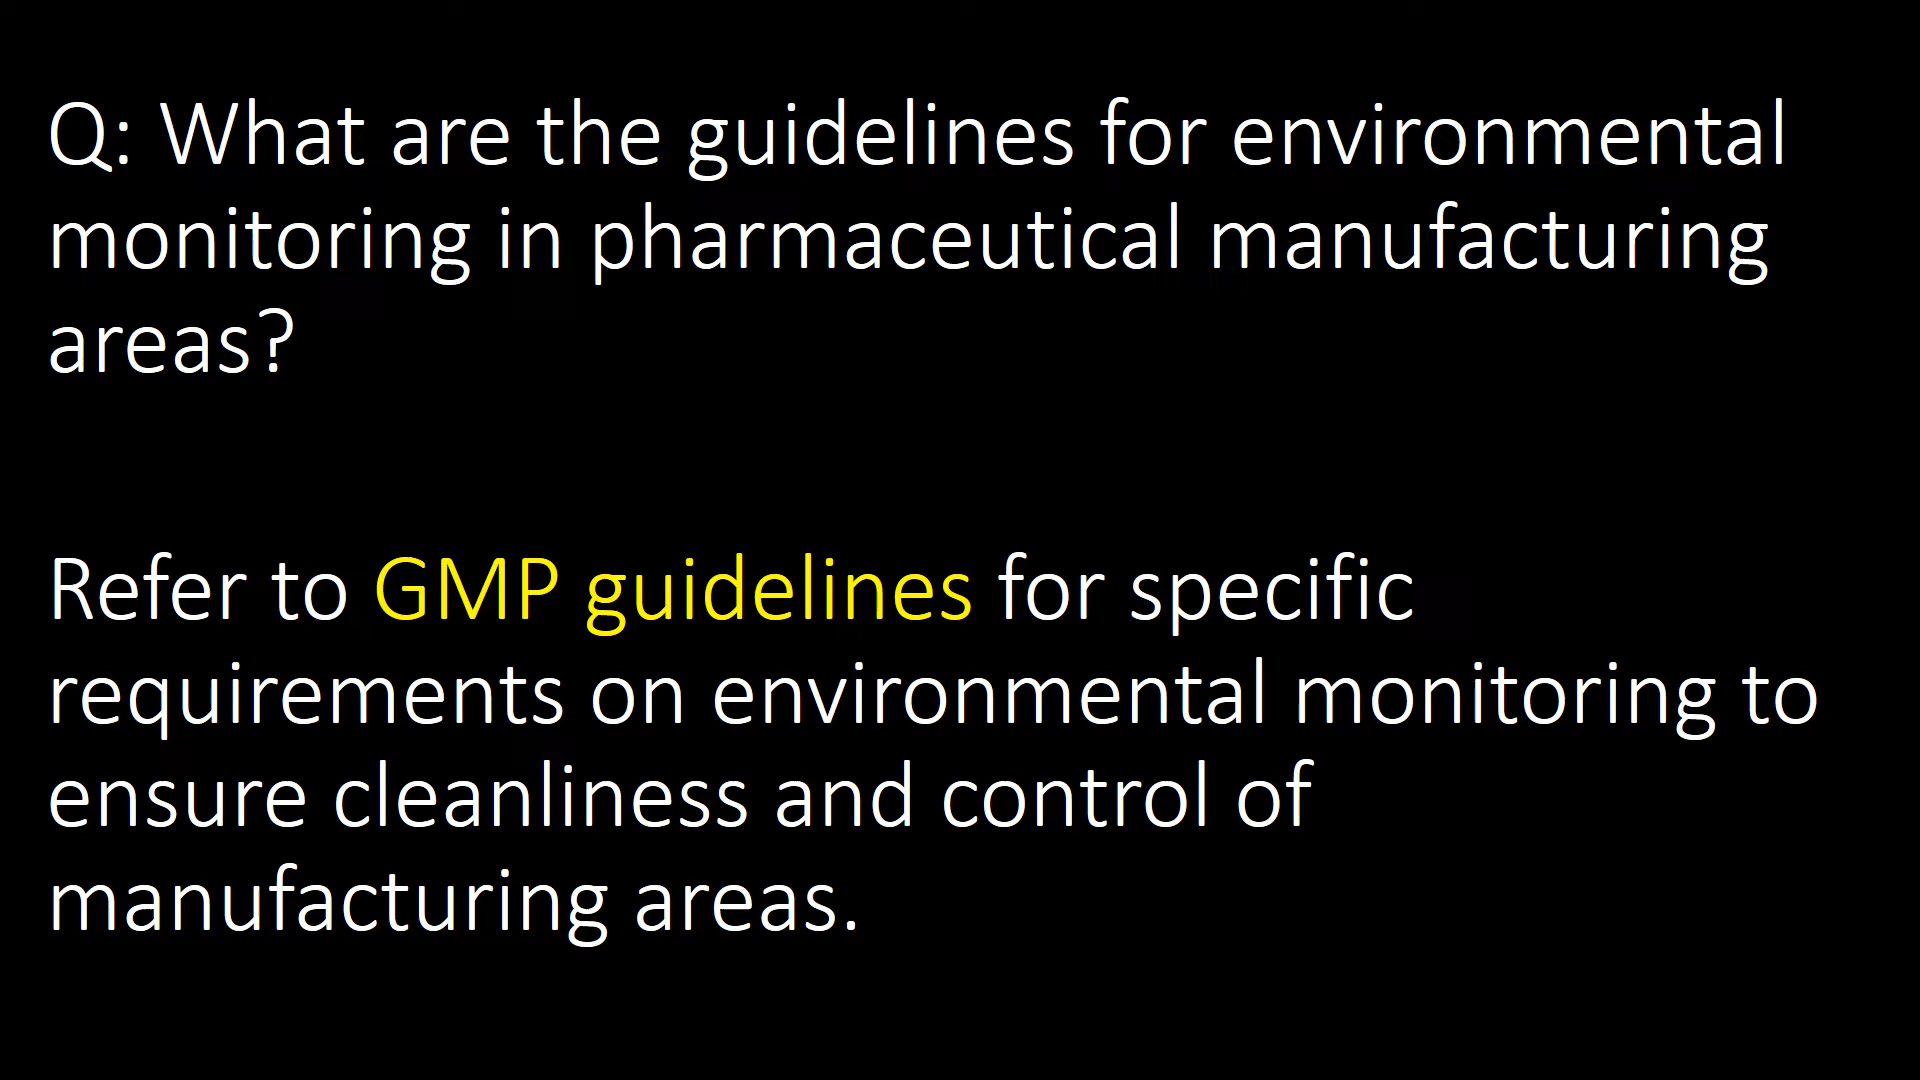 Q: What are the guidelines for environmental
monitoring in pharmaceutical manufacturing
areas?
Refer to GMP guidelines for specific
requirements on environmental monitoring to
ensure cleanliness and control of
manufacturing areas.